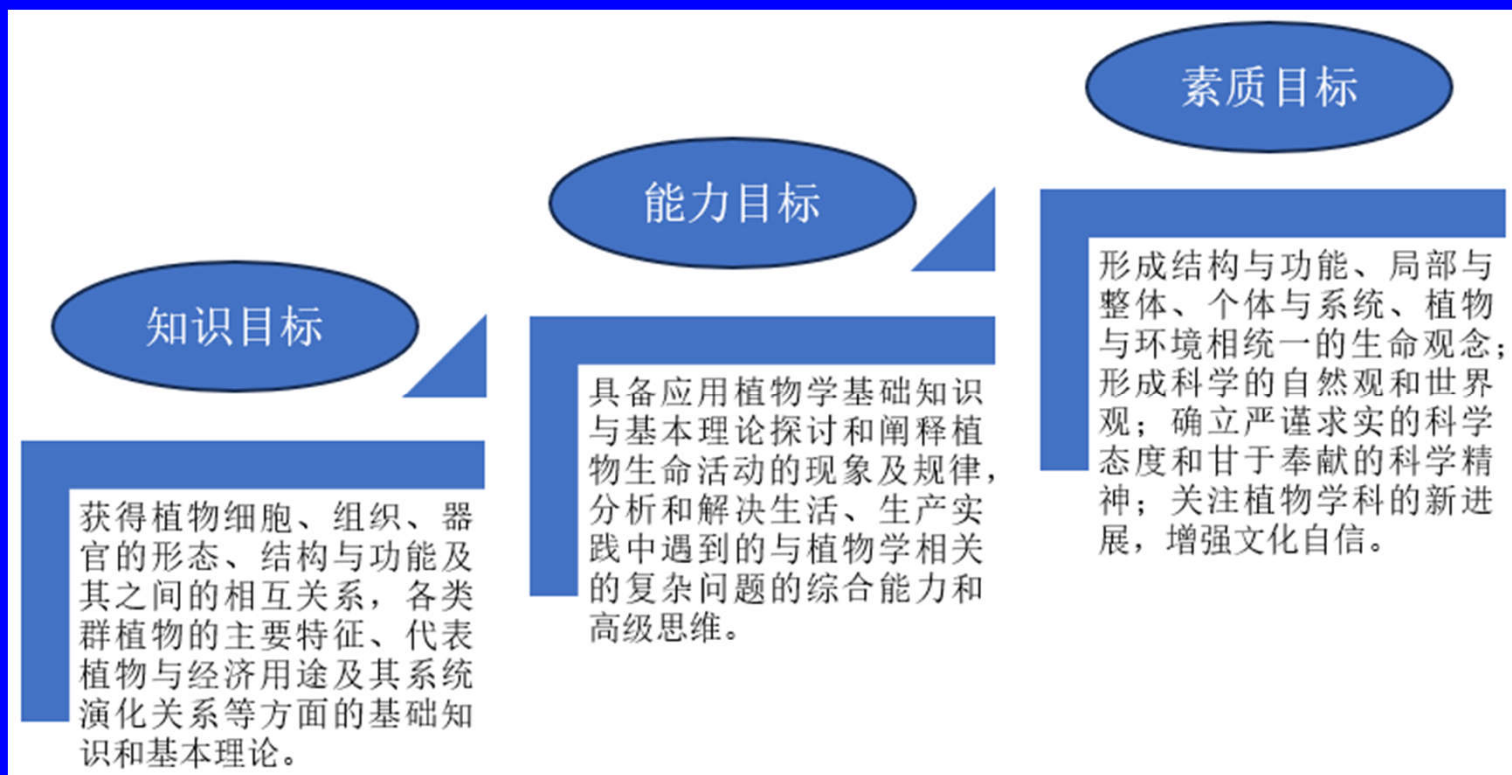 知识目标
获得植物细胞、组织、器
官的形态、结构与功能及
其之间的相互关系，各类
群植物的主要特征、代表
植物与经济用途及其系统
演化关系等方面的基础知
识和基本理论。
能力目标
具备应用植物学基础知识
与基本理论探讨和阐释植
物生命活动的现象及规律，
分析和解决生活、生产实
践中遇到的与植物学相关
的复杂问题的综合能力和
高级思维。
素质目标
形成结构与功能、局部与
整体、个体与系统、植物
与环境相统一的生命观念；
形成科学的自然观和世界
观；确立严谨求实的科学
态度和甘于奉献的科学精
神；关注植物学科的新进
展，增强文化自信。